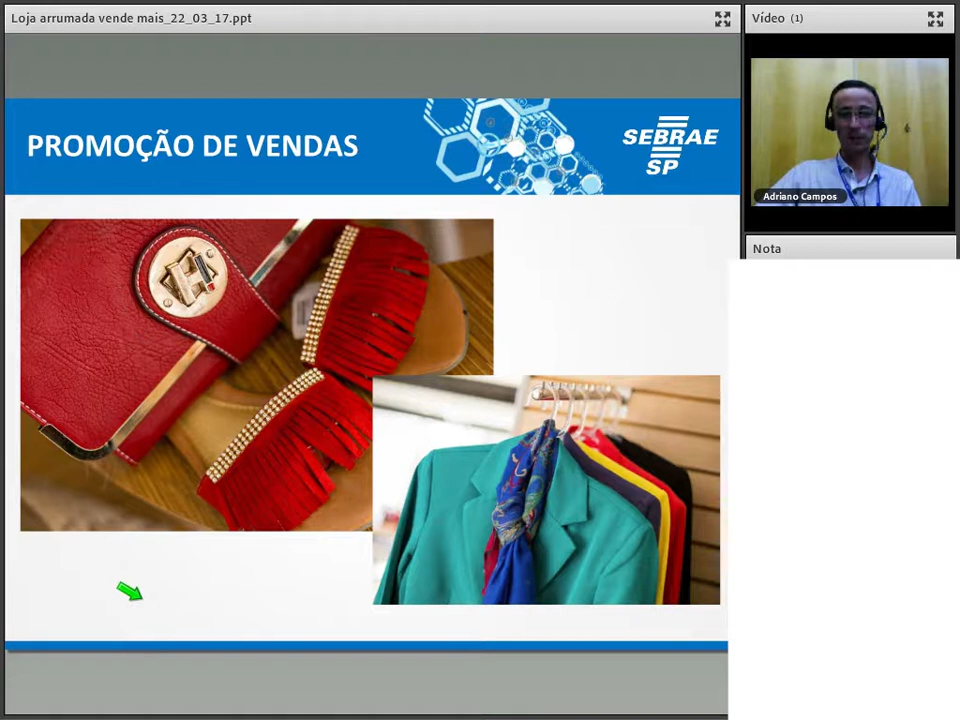 Loja arrumada vende mais_22_03_17.ppt
Vídeo (1)
PROMOÇÃO DE VENDAS
SEBRAE
SP
Adriano Campos
Nota